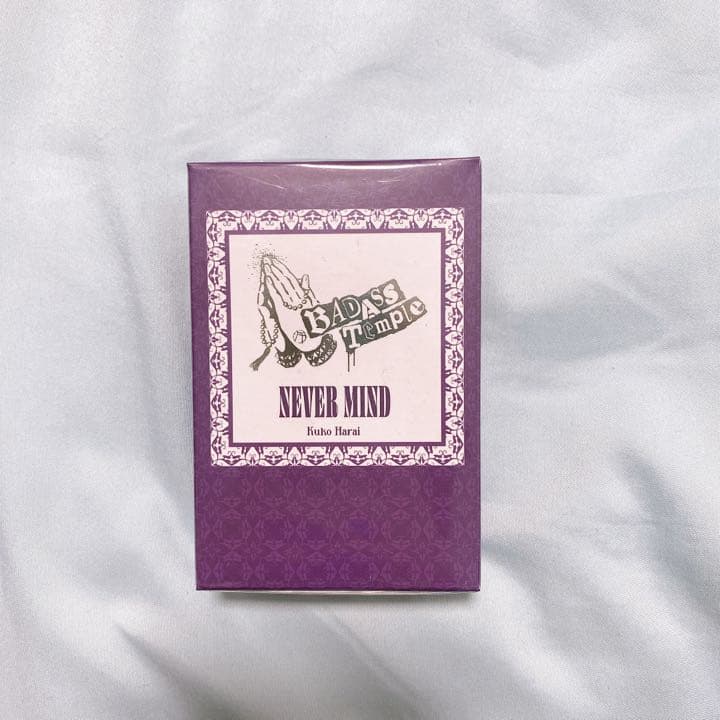 BADASS
Temple
NEVER MIND
Kuko Harai